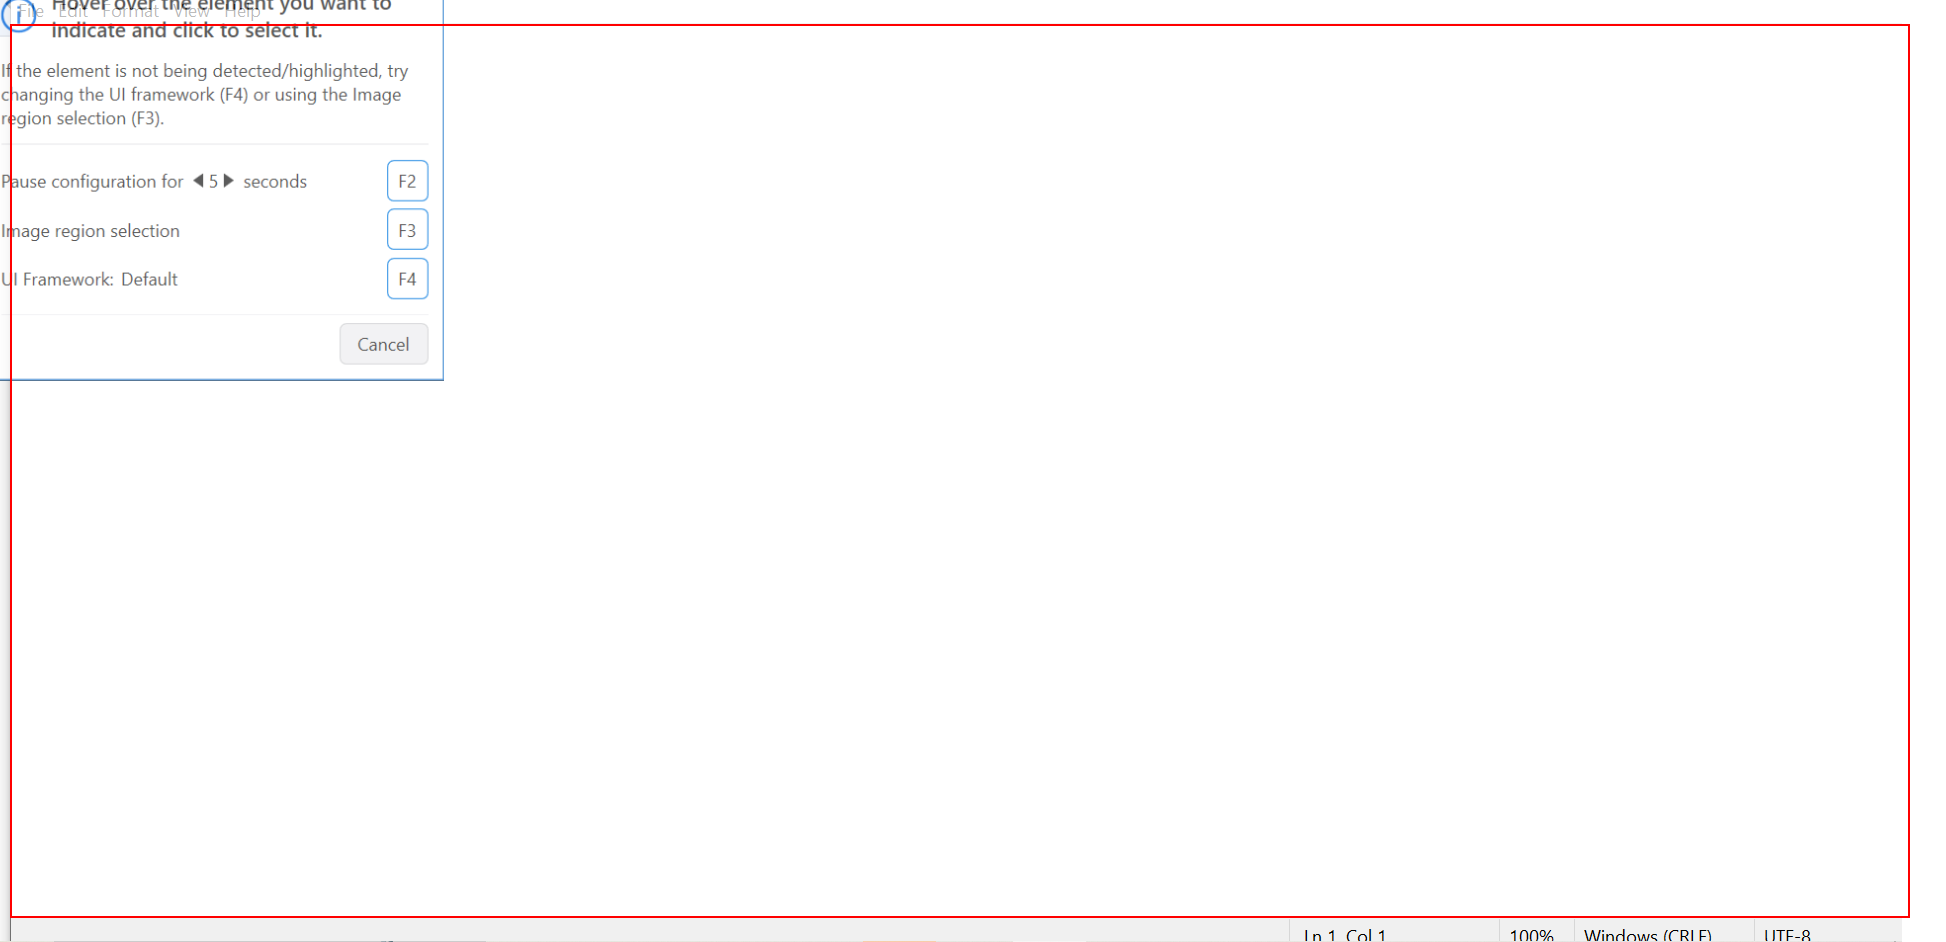 File Edit Format View Help
Hover over the element you want to
indicate and click to select it.
If the element is not being detected/highlighted, try
changing the UI framework (F4) or using the Image
region selection (F3).
Pause configuration for 5 seconds F2
Image region selection F3
UI Framework: Default F4
Cancel
Ln 1, Col 1 100% Windows (CRLF) UTF-8